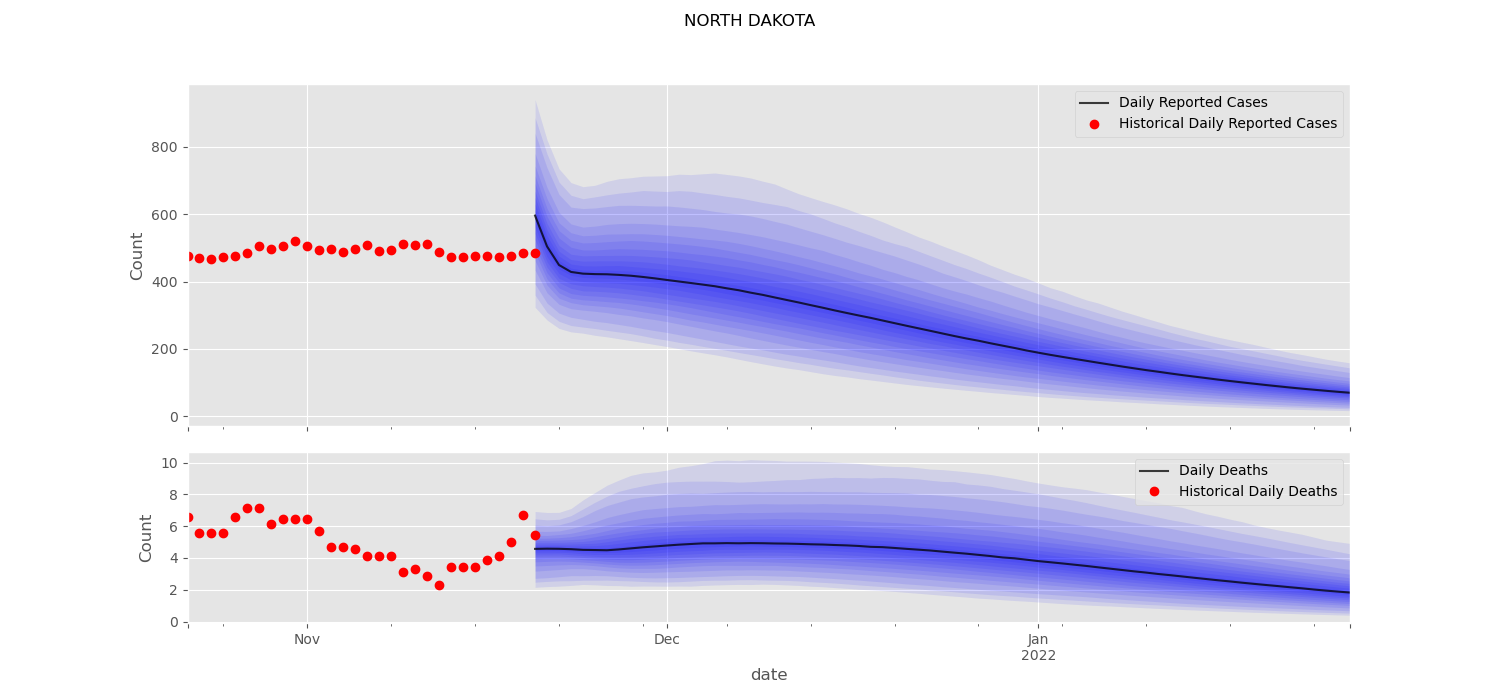 NORTH DAKOTA
Daily Reported Cases
Historical Daily Reported Cases
Count
800
600
400
200
0
Daily Deaths
Historical Daily Deaths
Count
10
8
6
4
2
0
Nov
Dec
Jan
2022
date